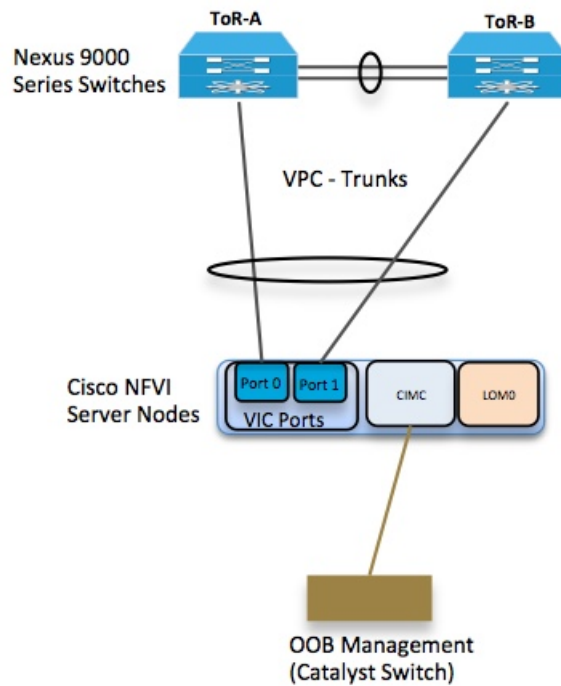 ToR-A
ToR-B
Nexus 9000
Series Switches
VPC - Trunks
Port 0
Port 1
CIMC
LOM0
Cisco NFVI
Server Nodes
VIC Ports
OOB Management
(Catalyst Switch)